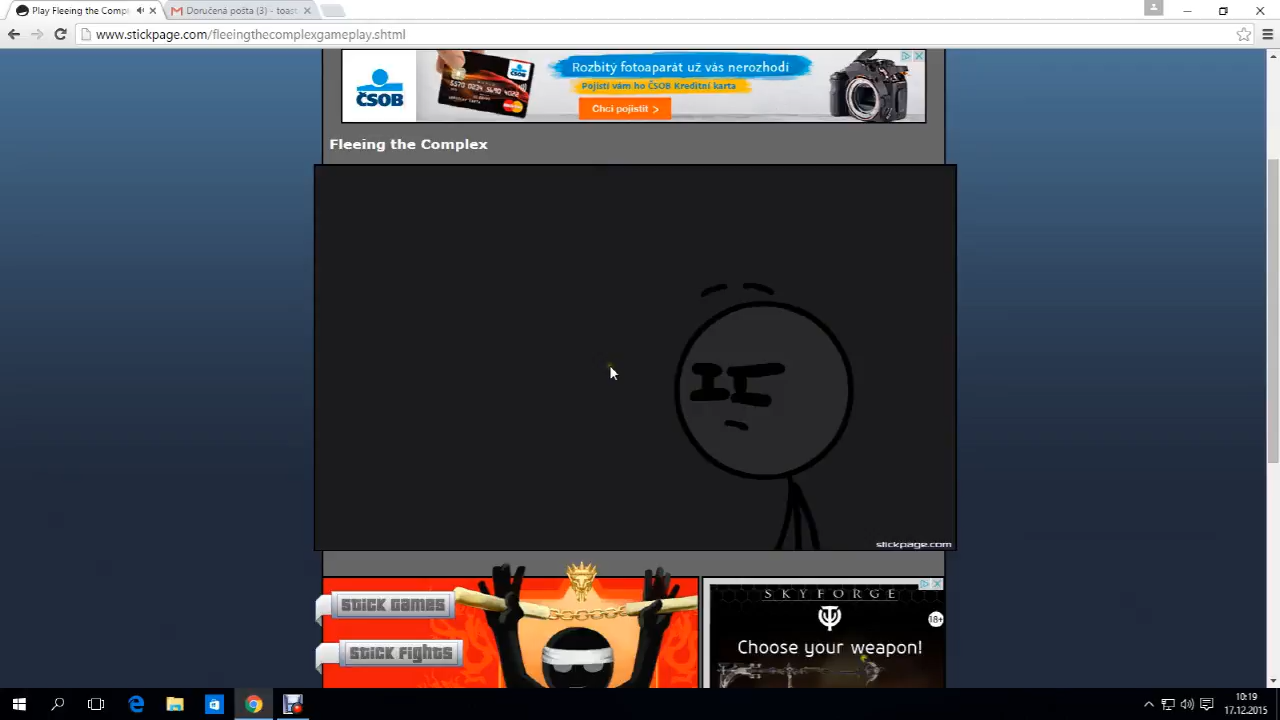 Play Fleeing the Compl
Doručená pošta (3) - toast
www.stickpage.com/fleeingthecomplexgameplay.shtml
ČSOB
Rozbitý fotoaparát už vás nerozhodí
Pojistí vám ho ČSOB Kreditní karta
Chci pojistit >
Fleeing the Complex
stickpage.com
STICK GAMES
STICK FIGHTS
SKYFORGE
18+
Choose your weapon!
10:19
17.12.2015